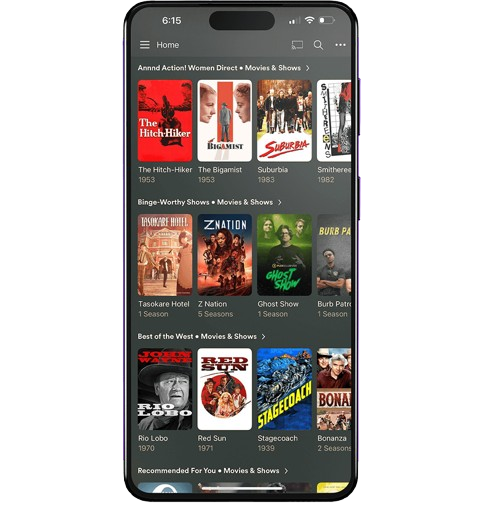 6:15
Home
Annnd Action! Women Direct • Movies & Shows
The Hitch-Hiker
BIGAMIST
SUBURBIA
The Hitch-Hiker
The Bigamist
Suburbia
Smitheree
1953
1953
1983
1982
Binge-Worthy Shows • Movies & Shows
TASOKARE HOTEL
Z NATION
GHOST SHOW
BURB PA
Tasokare Hotel
Z Nation
Ghost Show
Burb Patro
1 Season
5 Seasons
1 Season
1 Season
Best of the West • Movies & Shows
JOHN WAYNE
RIO LOBO
RED SUN
STAGECOACH
BONA
Rio Lobo
Red Sun
Stagecoach
Bonanza
1970
1971
1939
2 Seasons
Recommended For You • Movies & Shows